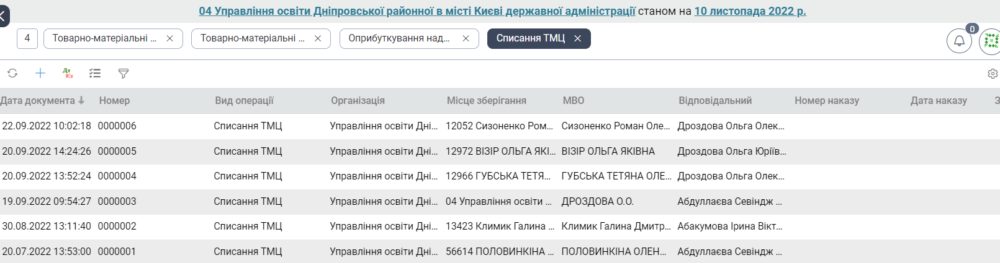 04 Управління освіти Дніпровської районної в місті Києві державної адміністрації станом на 10 листопада 2022 р.
4 Товарно-матеріальні ... Товарно-матеріальні ... Оприбуткування над... Списання ТМЦ 0
Дт Кт
Дата документа Номер Вид операції Організація Місце зберігання МВО Відповідальний Номер наказу Дата наказу З
22.09.2022 10:02:18 0000006 Списання ТМЦ Управління освіти Дні... 12052 Сизоненко Ром... Сизоненко Роман Оле... Дроздова Ольга Олек...
20.09.2022 14:24:26 0000005 Списання ТМЦ Управління освіти Дні... 12972 ВІЗІР ОЛЬГА ЯКІ... ВІЗІР ОЛЬГА ЯКІВНА Дроздова Ольга Юріїв...
20.09.2022 13:52:24 0000004 Списання ТМЦ Управління освіти Дні... 12966 ГУБСЬКА ТЕТЯ... ГУБСЬКА ТЕТЯНА ОЛЕ... Дроздова Ольга Олек...
19.09.2022 09:54:27 0000003 Списання ТМЦ Управління освіти Дні... 04 Управління освіти ... ДРОЗДОВА О.О. Абдуллаєва Севіндж ...
30.08.2022 13:11:40 0000002 Списання ТМЦ Управління освіти Дні... 13423 Климик Галина ... Климик Галина Дмитр... Абакумова Ірина Вікт...
20.07.2022 13:53:00 0000001 Списання ТМЦ Управління освіти Дні... 56614 ПОЛОВИНКІНА ... ПОЛОВИНКІНА ОЛЕН... Абдуллаєва Севіндж ...